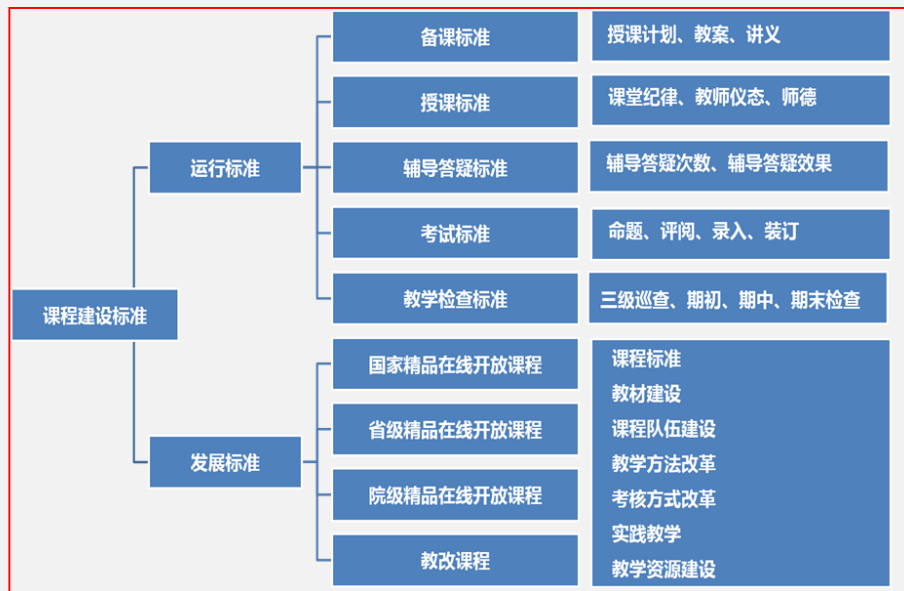 课程建设标准
运行标准
备课标准
授课计划、教案、讲义
授课标准
课堂纪律、教师仪态、师德
辅导答疑标准
辅导答疑次数、辅导答疑效果
考试标准
命题、评阅、录入、装订
教学检查标准
三级巡查、期初、期中、期末检查
发展标准
国家精品在线开放课程
省级精品在线开放课程
院级精品在线开放课程
教改课程
课程标准
教材建设
课程队伍建设
教学方法改革
考核方式改革
实践教学
教学资源建设